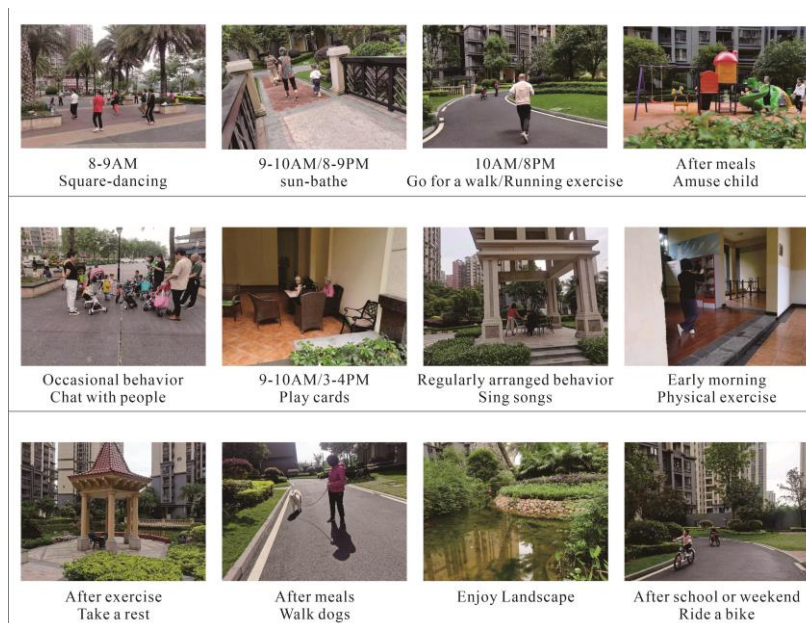 8-9AM
Square-dancing
9-10AM/8-9PM
sun-bathe
10AM/8PM
Go for a walk/Running exercise
After meals
Amuse child
Occasional behavior
Chat with people
9-10AM/3-4PM
Play cards
Regularly arranged behavior
Sing songs
Early morning
Physical exercise
After exercise
Take a rest
After meals
Walk dogs
Enjoy Landscape
After school or weekend
Ride a bike